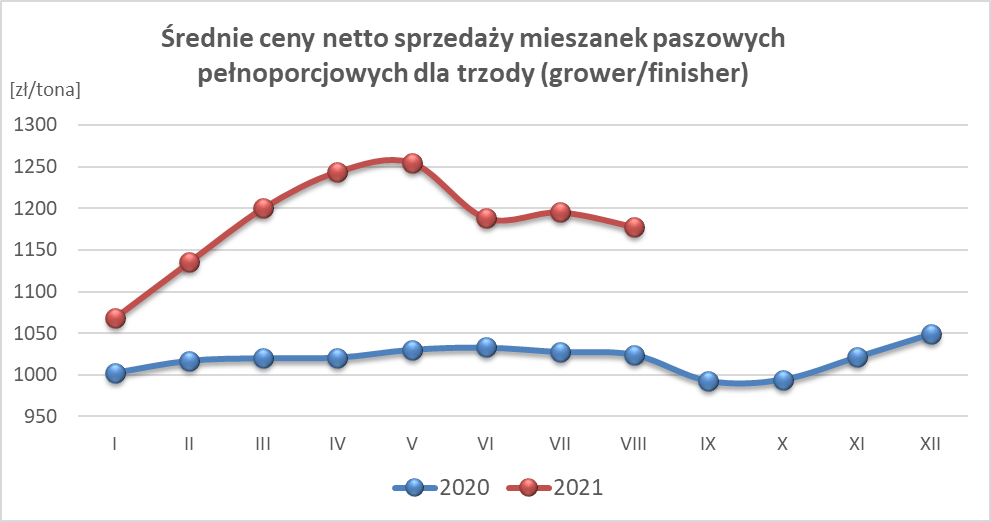 Średnie ceny netto sprzedaży mieszanek paszowych
pełnoporcjowych dla trzody (grower/finisher)
[zł/tona]
1300
1250
1200
1150
1100
1050
1000
950
I II III IV V VI VII VIII IX X XI XII
2020 2021